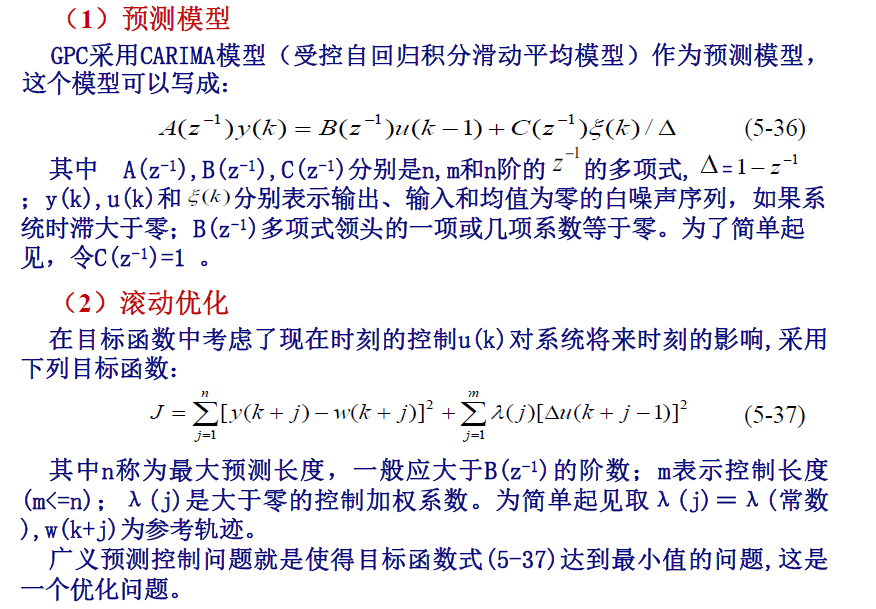 （1）预测模型
GPC采用CARIMA模型（受控自回归积分滑动平均模型）作为预测模型，
这个模型可以写成：
A(z⁻¹)y(k) = B(z⁻¹)u(k−1) + C(z⁻¹)ξ(k) / Δ (5-36)
其中 A(z⁻¹),B(z⁻¹),C(z⁻¹)分别是n,m和n阶的 z⁻¹ 的多项式, Δ = 1 − z⁻¹
；y(k),u(k)和 ξ(k) 分别表示输出、输入和均值为零的白噪声序列，如果系
统时滞大于零；B(z⁻¹)多项式领头的一项或几项系数等于零。为了简单起
见，令C(z⁻¹)=1 。
（2）滚动优化
在目标函数中考虑了现在时刻的控制u(k)对系统将来时刻的影响,采用
下列目标函数：
J = ∑_{j=1}^{n}[y(k + j) − w(k + j)]² + ∑_{j=1}^{m} λ(j)[Δu(k + j − 1)]² (5-37)
其中n称为最大预测长度，一般应大于B(z⁻¹)的阶数；m表示控制长度
(m<=n)；λ(j)是大于零的控制加权系数。为简单起见取λ(j)＝λ(常数
),w(k+j)为参考轨迹。
广义预测控制问题就是使得目标函数式(5-37)达到最小值的问题,这是
一个优化问题。